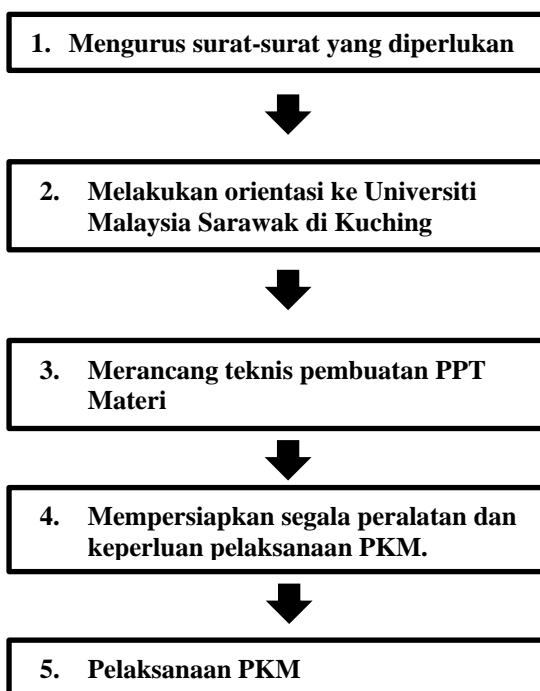 1. Mengurus surat-surat yang diperlukan
2. Melakukan orientasi ke Universiti
Malaysia Sarawak di Kuching
3. Merancang teknis pembuatan PPT
Materi
4. Mempersiapkan segala peralatan dan
keperluan pelaksanaan PKM.
5. Pelaksanaan PKM